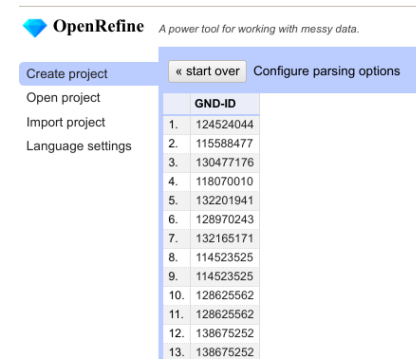 OpenRefine A power tool for working with messy data.
Create project
Open project
Import project
Language settings
« start over Configure parsing options
GND-ID
1. 124524044
2. 115588477
3. 130477176
4. 118070010
5. 132201941
6. 128970243
7. 132165171
8. 114523525
9. 114523525
10. 128625562
11. 128625562
12. 138675252
13. 138675252